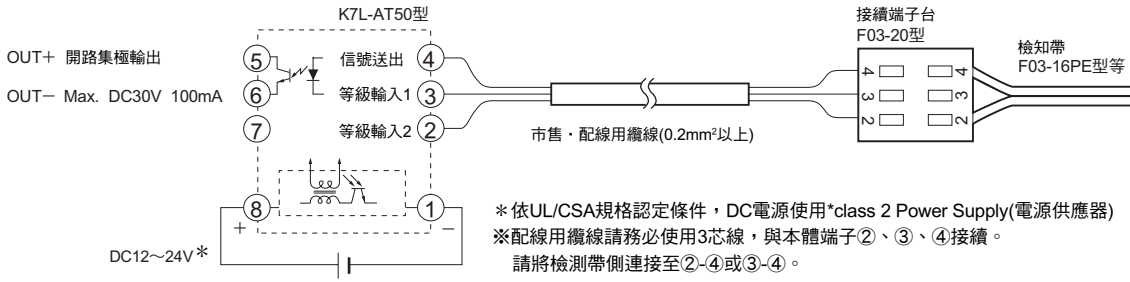 K7L-AT50型
接續端子台
F03-20型
檢知帶
F03-16PE型等
OUT+ 開路集極輸出
OUT− Max. DC30V 100mA
⑤
⑥
⑦
⑧
信號送出 ④
等級輸入1 ③
等級輸入2 ②
①
+
−
DC12～24V＊
市售・配線用纜線(0.2mm²以上)
4
3
2
4
3
2
＊依UL/CSA規格認定條件，DC電源使用*class 2 Power Supply(電源供應器)
※配線用纜線請務必使用3芯線，與本體端子②、③、④接續。
請將檢測帶側連接至②-④或③-④。